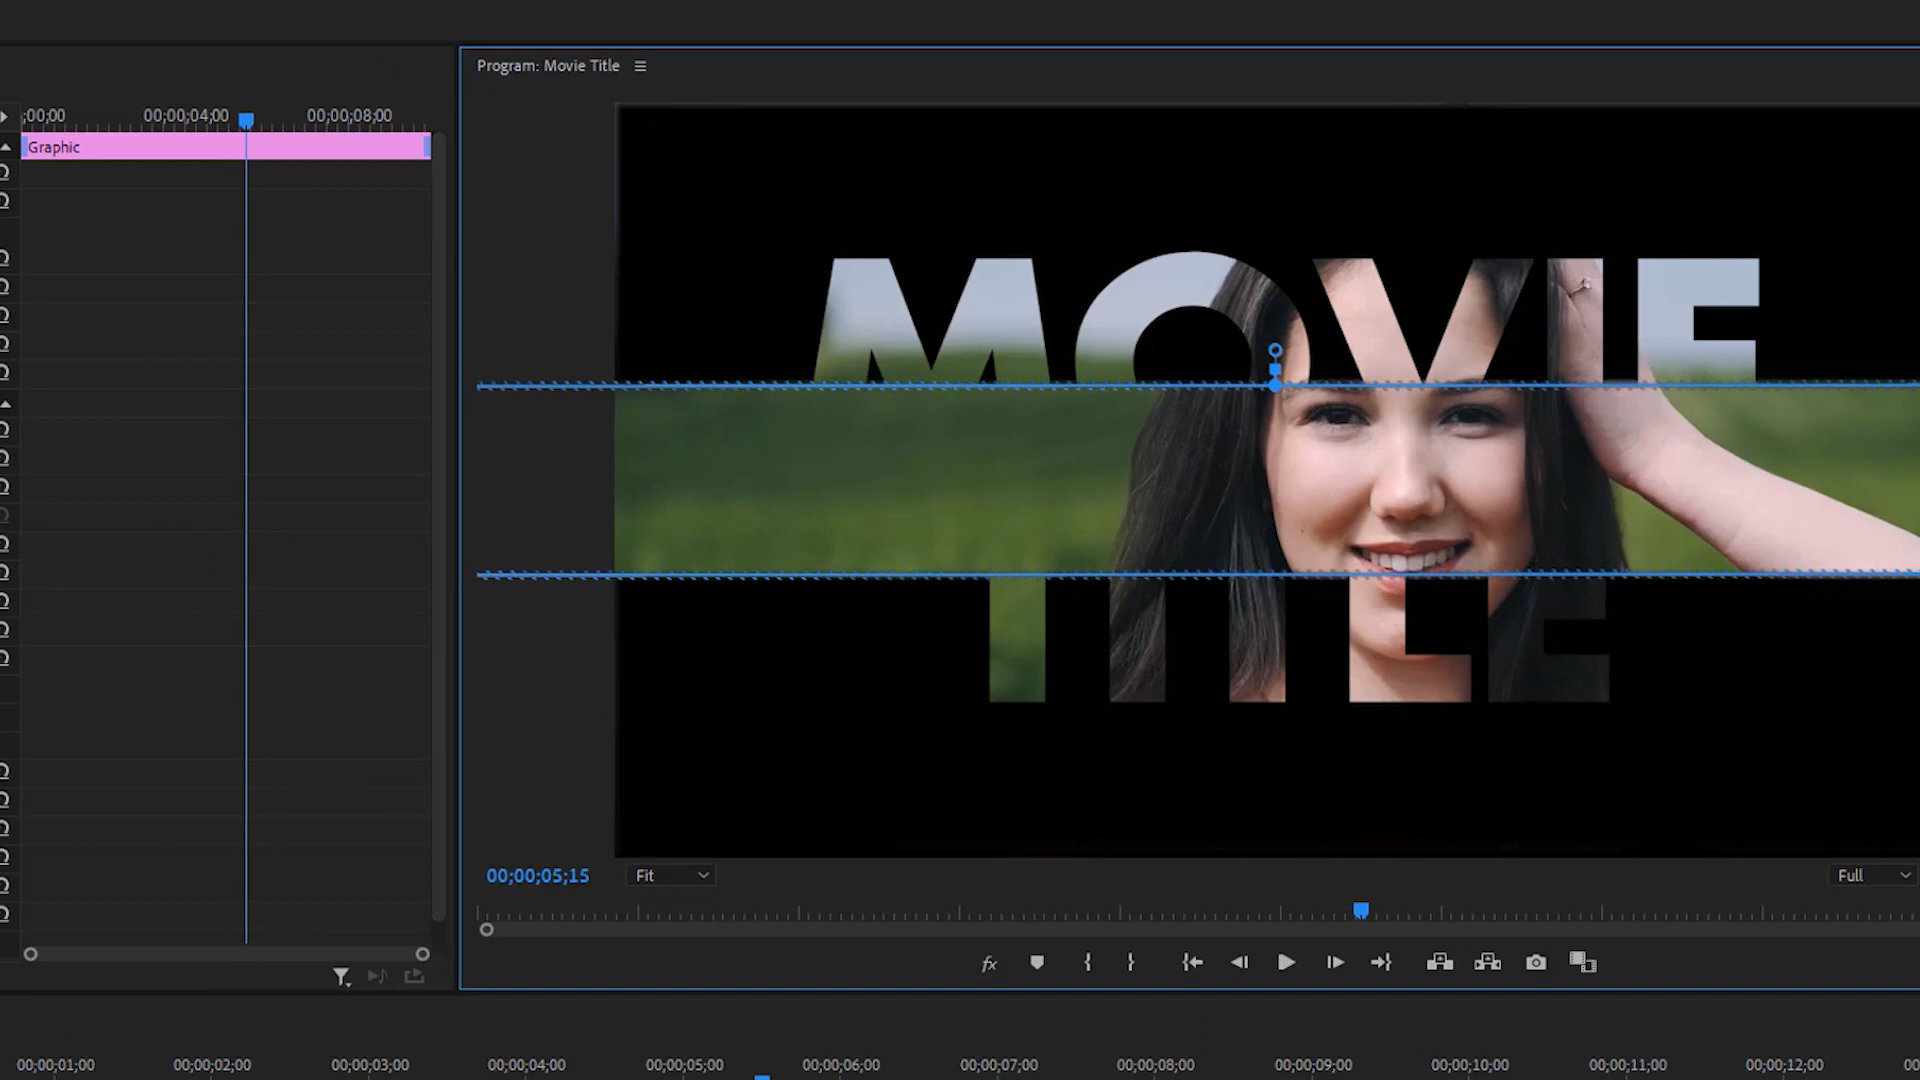 Program: Movie Title
;00;00 00;00;04;00 00;00;08;00
Graphic
MOVIE
TITLE
00;00;05;15 Fit Full
fx
00;00;01;00 00;00;02;00 00;00;03;00 00;00;04;00 00;00;05;00 00;00;06;00 00;00;07;00 00;00;08;00 00;00;09;00 00;00;10;00 00;00;11;00 00;00;12;00 00